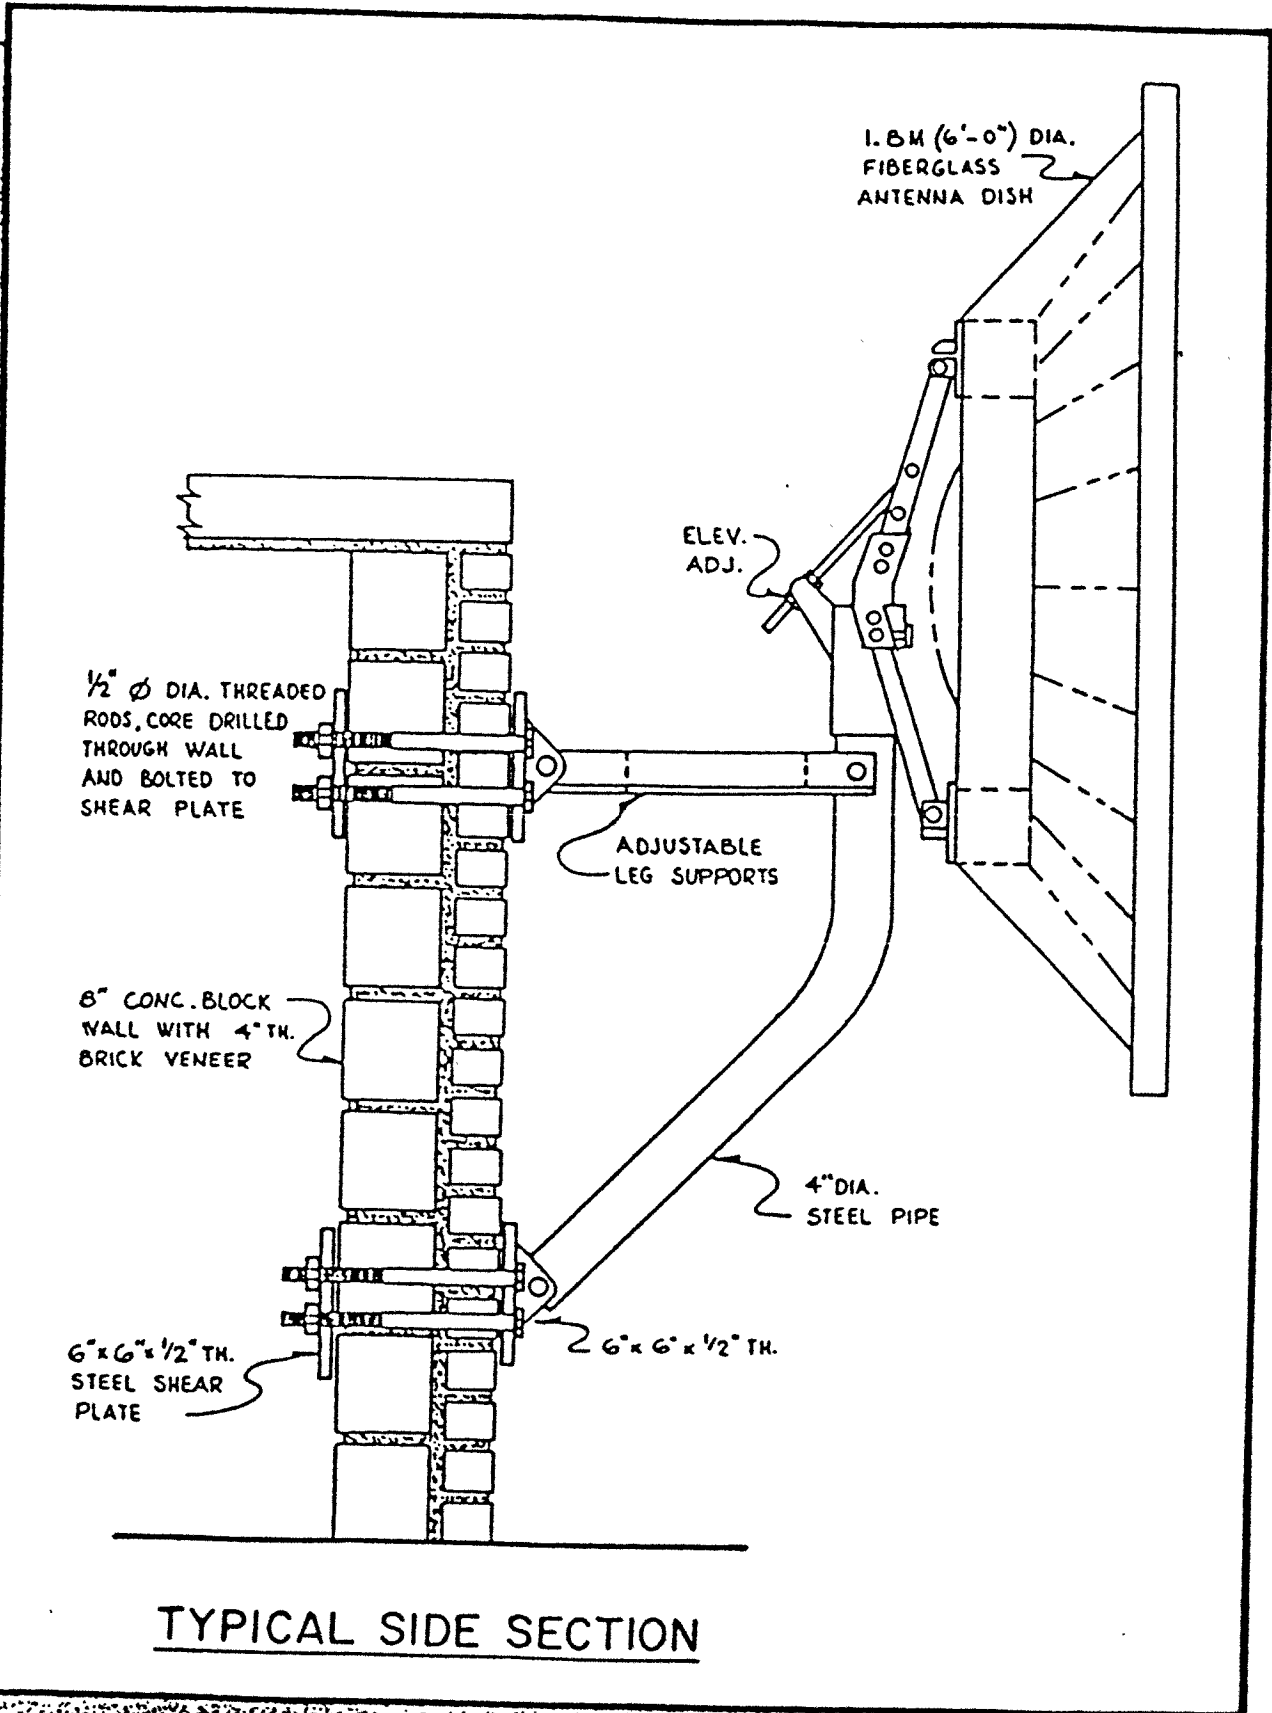 1.8M (6'-0") DIA.
FIBERGLASS
ANTENNA DISH
ELEV.
ADJ.
1/2" Ø DIA. THREADED
RODS, CORE DRILLED
THROUGH WALL
AND BOLTED TO
SHEAR PLATE
ADJUSTABLE
LEG SUPPORTS
8" CONC. BLOCK
WALL WITH 4" TH.
BRICK VENEER
4" DIA.
STEEL PIPE
6" x 6" x 1/2" TH.
STEEL SHEAR
PLATE
6" x 6" x 1/2" TH.
TYPICAL SIDE SECTION